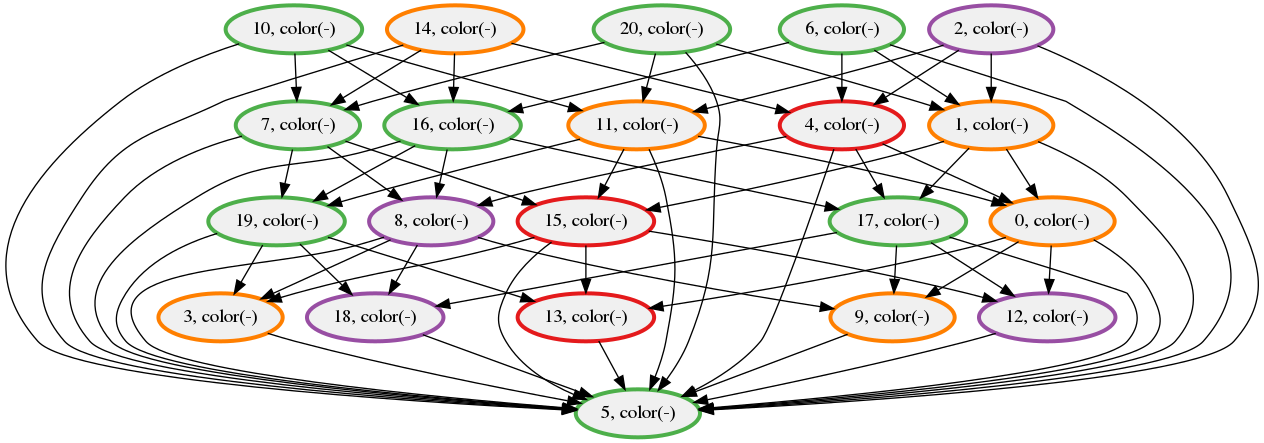 10, color(-)
14, color(-)
20, color(-)
6, color(-)
2, color(-)
7, color(-)
16, color(-)
11, color(-)
4, color(-)
1, color(-)
19, color(-)
8, color(-)
15, color(-)
17, color(-)
0, color(-)
3, color(-)
18, color(-)
13, color(-)
9, color(-)
12, color(-)
5, color(-)